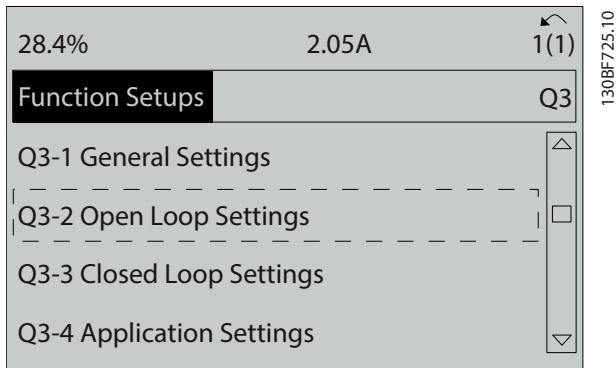 28.4% 2.05A 1(1)
Function Setups Q3
Q3-1 General Settings
Q3-2 Open Loop Settings
Q3-3 Closed Loop Settings
Q3-4 Application Settings
130BF725.10